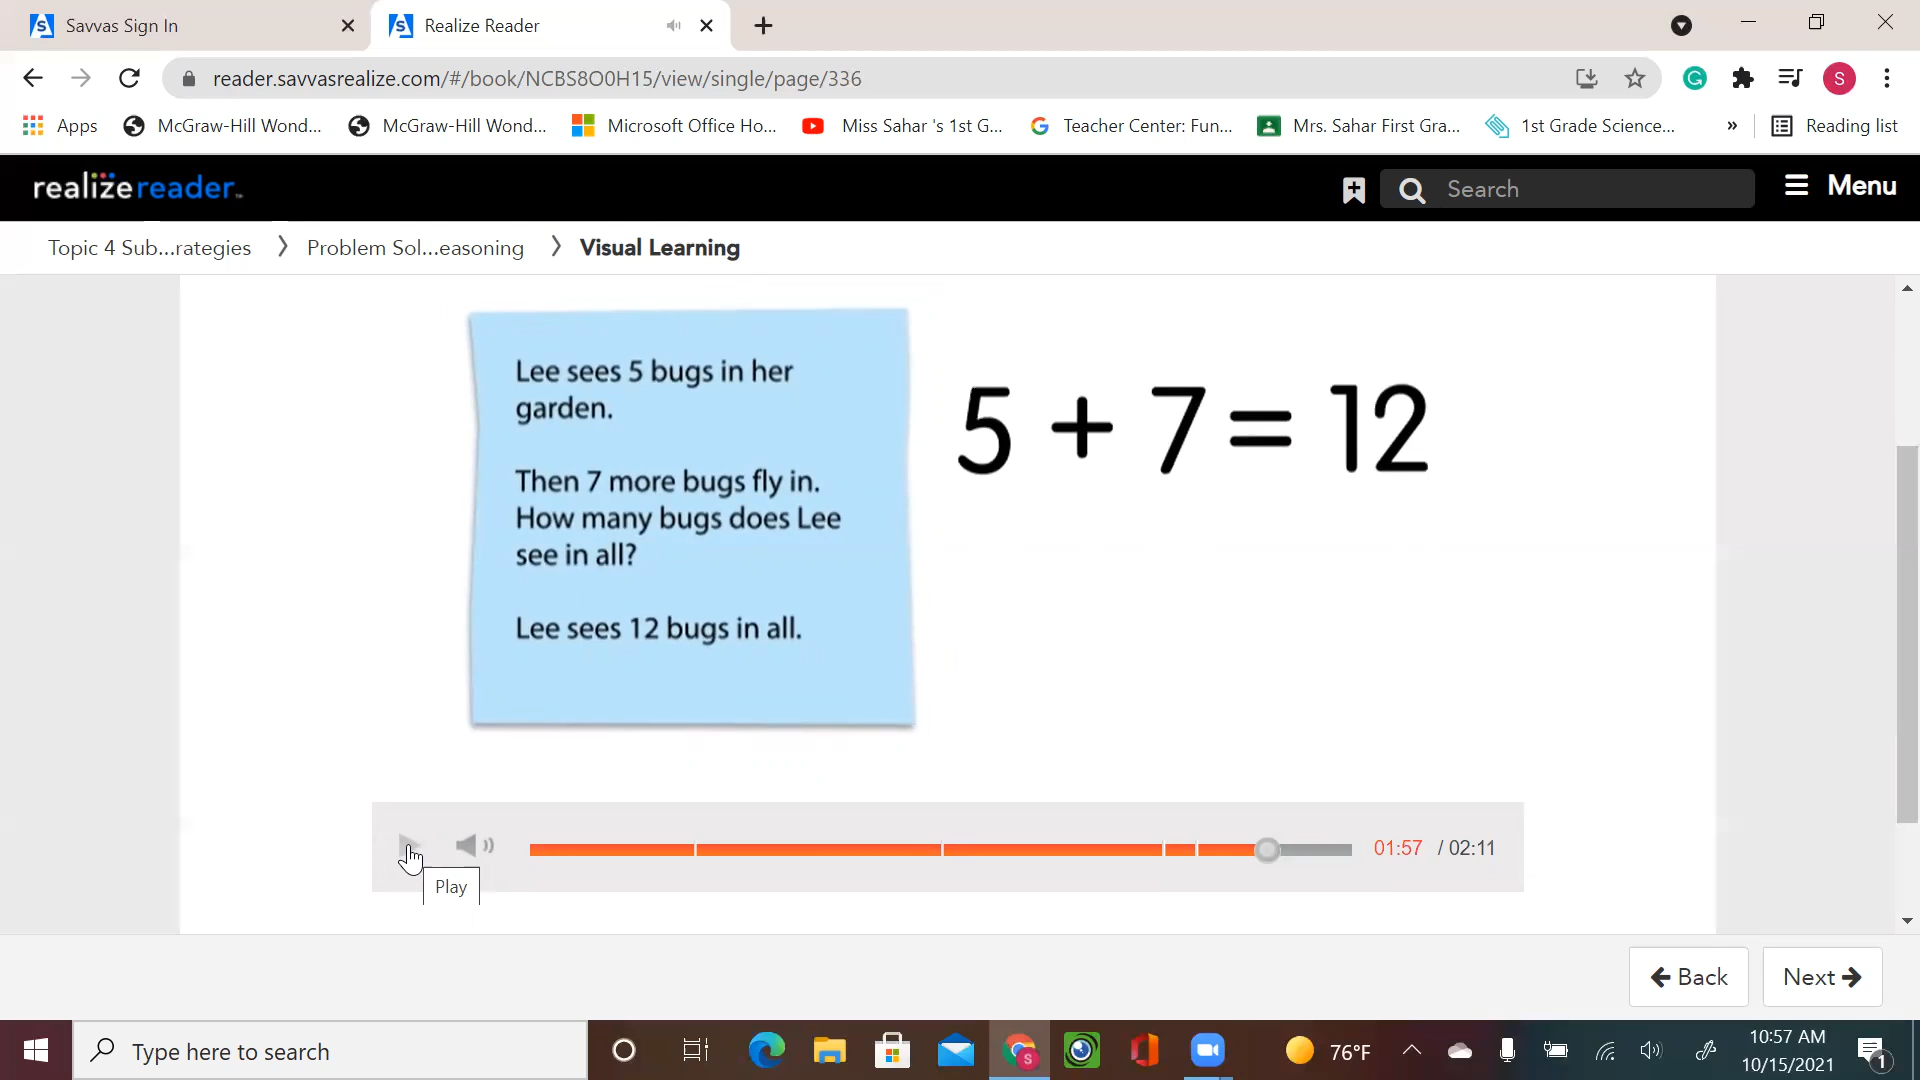 Savvas Sign In
Realize Reader
reader.savvasrealize.com/#/book/NCBS8O0H15/view/single/page/336
S
Apps
McGraw-Hill Wond...
McGraw-Hill Wond...
Microsoft Office Ho...
Miss Sahar 's 1st G...
Teacher Center: Fun...
Mrs. Sahar First Gra...
1st Grade Science...
»
Reading list
realizereader™
Search
Menu
Topic 4 Sub...rategies
Problem Sol...easoning
Visual Learning
Lee sees 5 bugs in her
garden.
Then 7 more bugs fly in.
How many bugs does Lee
see in all?
Lee sees 12 bugs in all.
5 + 7 = 12
01:57 / 02:11
Play
Back
Next
Type here to search
76°F
10:57 AM
10/15/2021
1